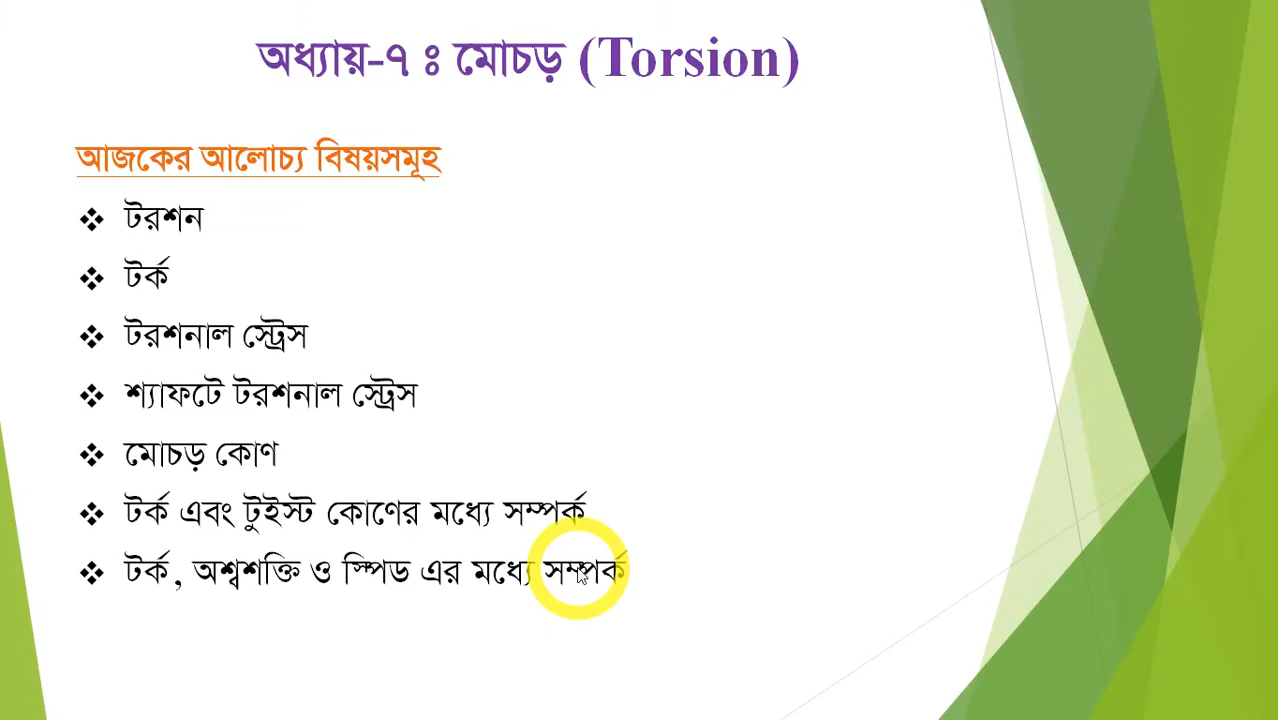 অধ্যায়-৭ ঃ মোচড় (Torsion)
আজকের আলোচ্য বিষয়সমূহ
❖ টরশন
❖ টর্ক
❖ টরশনাল স্ট্রেস
❖ শ্যাফটে টরশনাল স্ট্রেস
❖ মোচড় কোণ
❖ টর্ক এবং টুইস্ট কোণের মধ্যে সম্পর্ক
❖ টর্ক, অশ্বশক্তি ও স্পিড এর মধ্যে সম্পর্ক